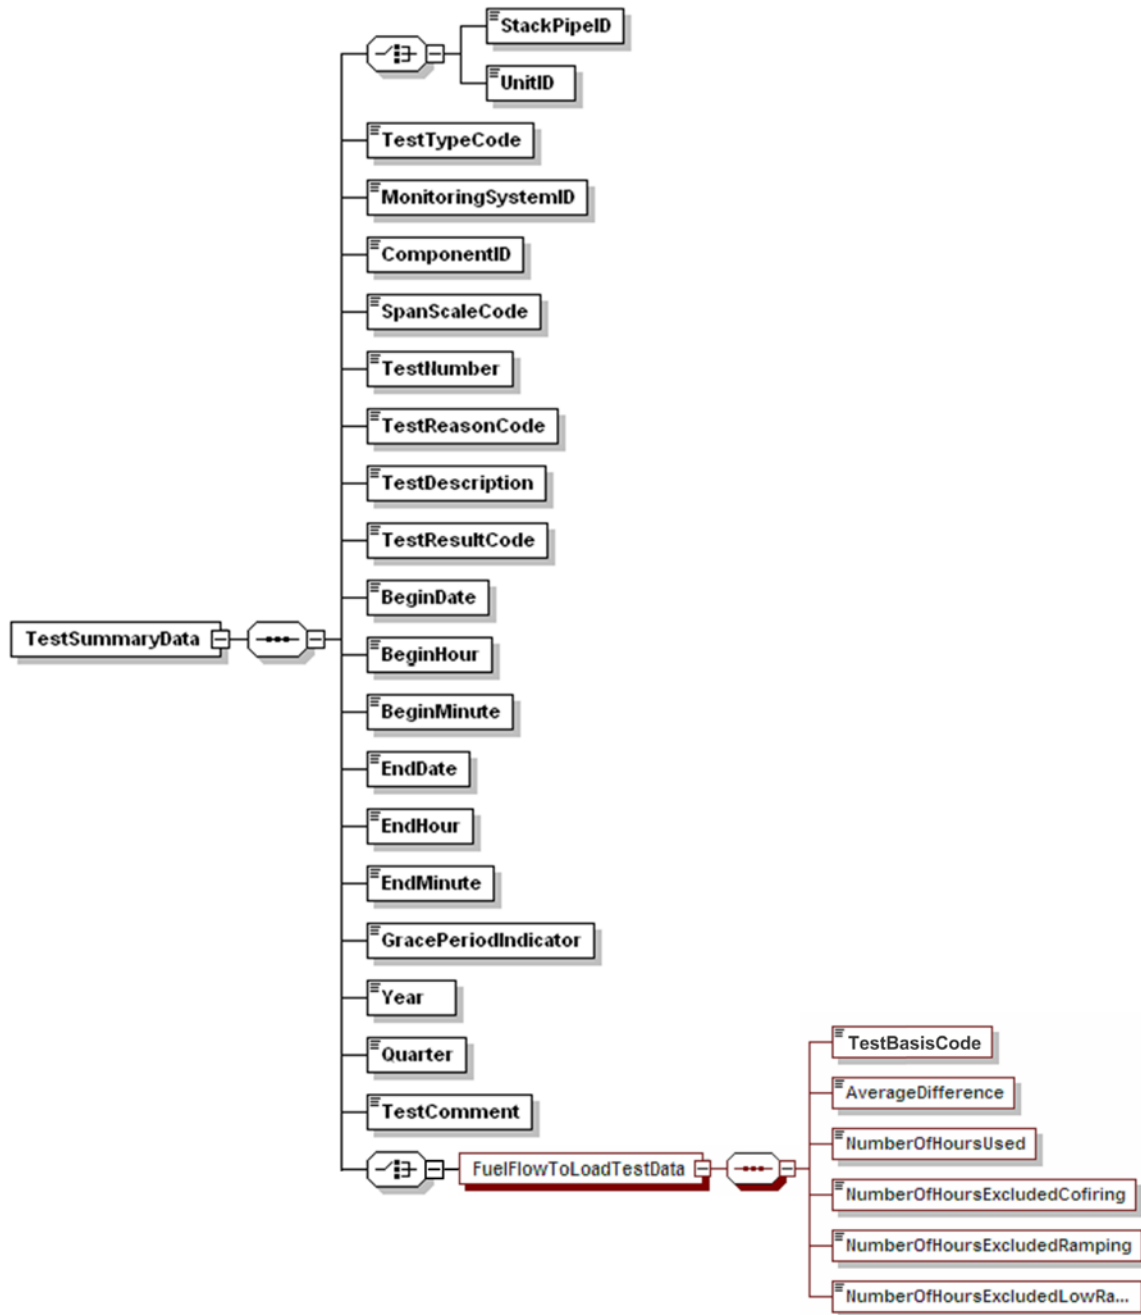 StackPipeID
UnitID
TestTypeCode
MonitoringSystemID
ComponentID
SpanScaleCode
TestNumber
TestReasonCode
TestDescription
TestResultCode
BeginDate
TestSummaryData
BeginHour
BeginMinute
EndDate
EndHour
EndMinute
GracePeriodIndicator
Year
Quarter
TestComment
FuelFlowToLoadTestData
TestBasisCode
AverageDifference
NumberOfHoursUsed
NumberOfHoursExcludedCofiring
NumberOfHoursExcludedRamping
NumberOfHoursExcludedLowRa...